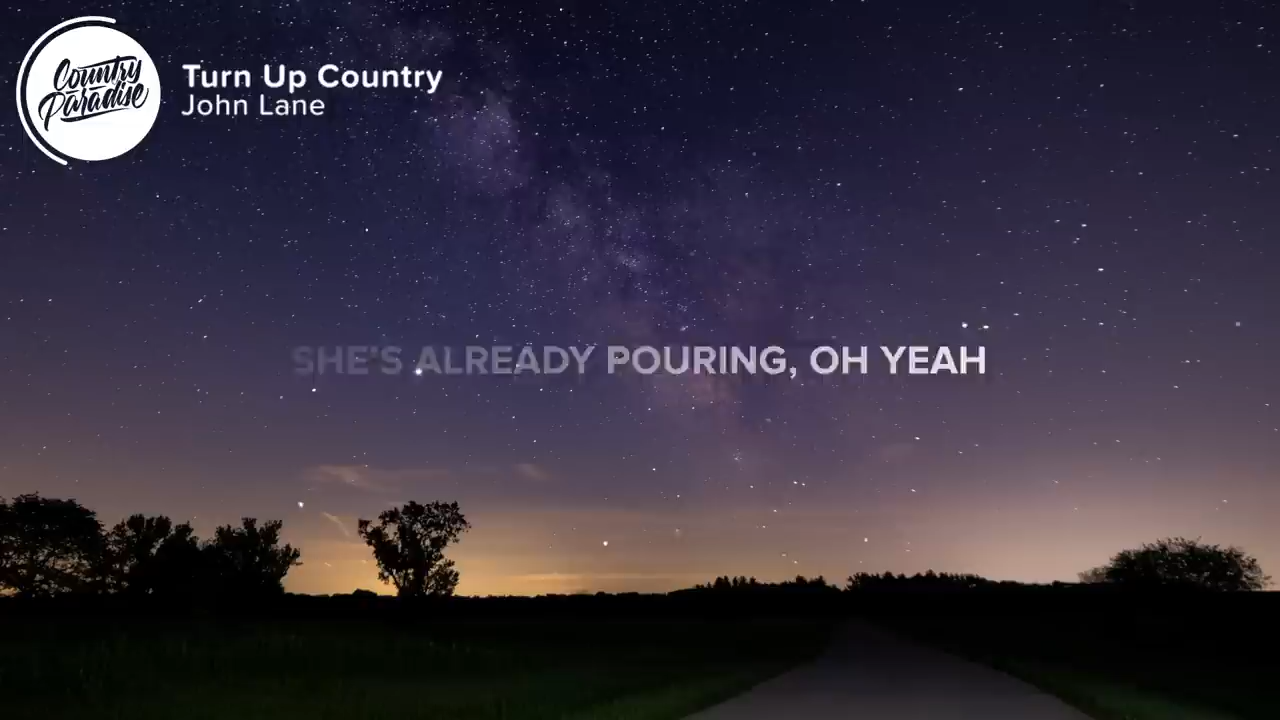 Country
Paradise
Turn Up Country
John Lane
SHE'S ALREADY POURING, OH YEAH